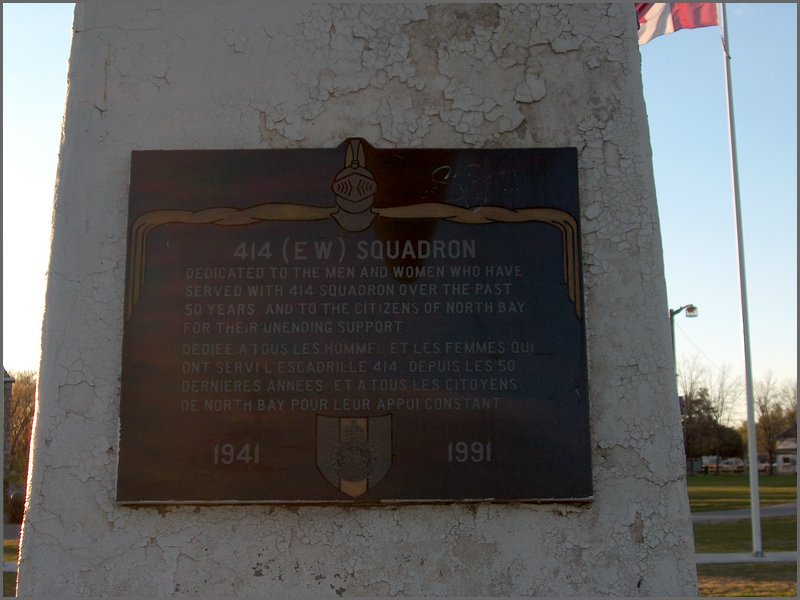 414 (E W) SQUADRON
DEDICATED TO THE MEN AND WOMEN WHO HAVE
SERVED WITH 414 SQUADRON OVER THE PAST
50 YEARS, AND TO THE CITIZENS OF NORTH BAY
FOR THEIR UNENDING SUPPORT
DEDIEE A TOUS LES HOMMES ET LES FEMMES QUI
ONT SERVI L'ESCADRILLE 414, DEPUIS LES 50
DERNIERES ANNEES ET A TOUS LES CITOYENS
DE NORTH BAY POUR LEUR APPUI CONSTANT
1941 1991